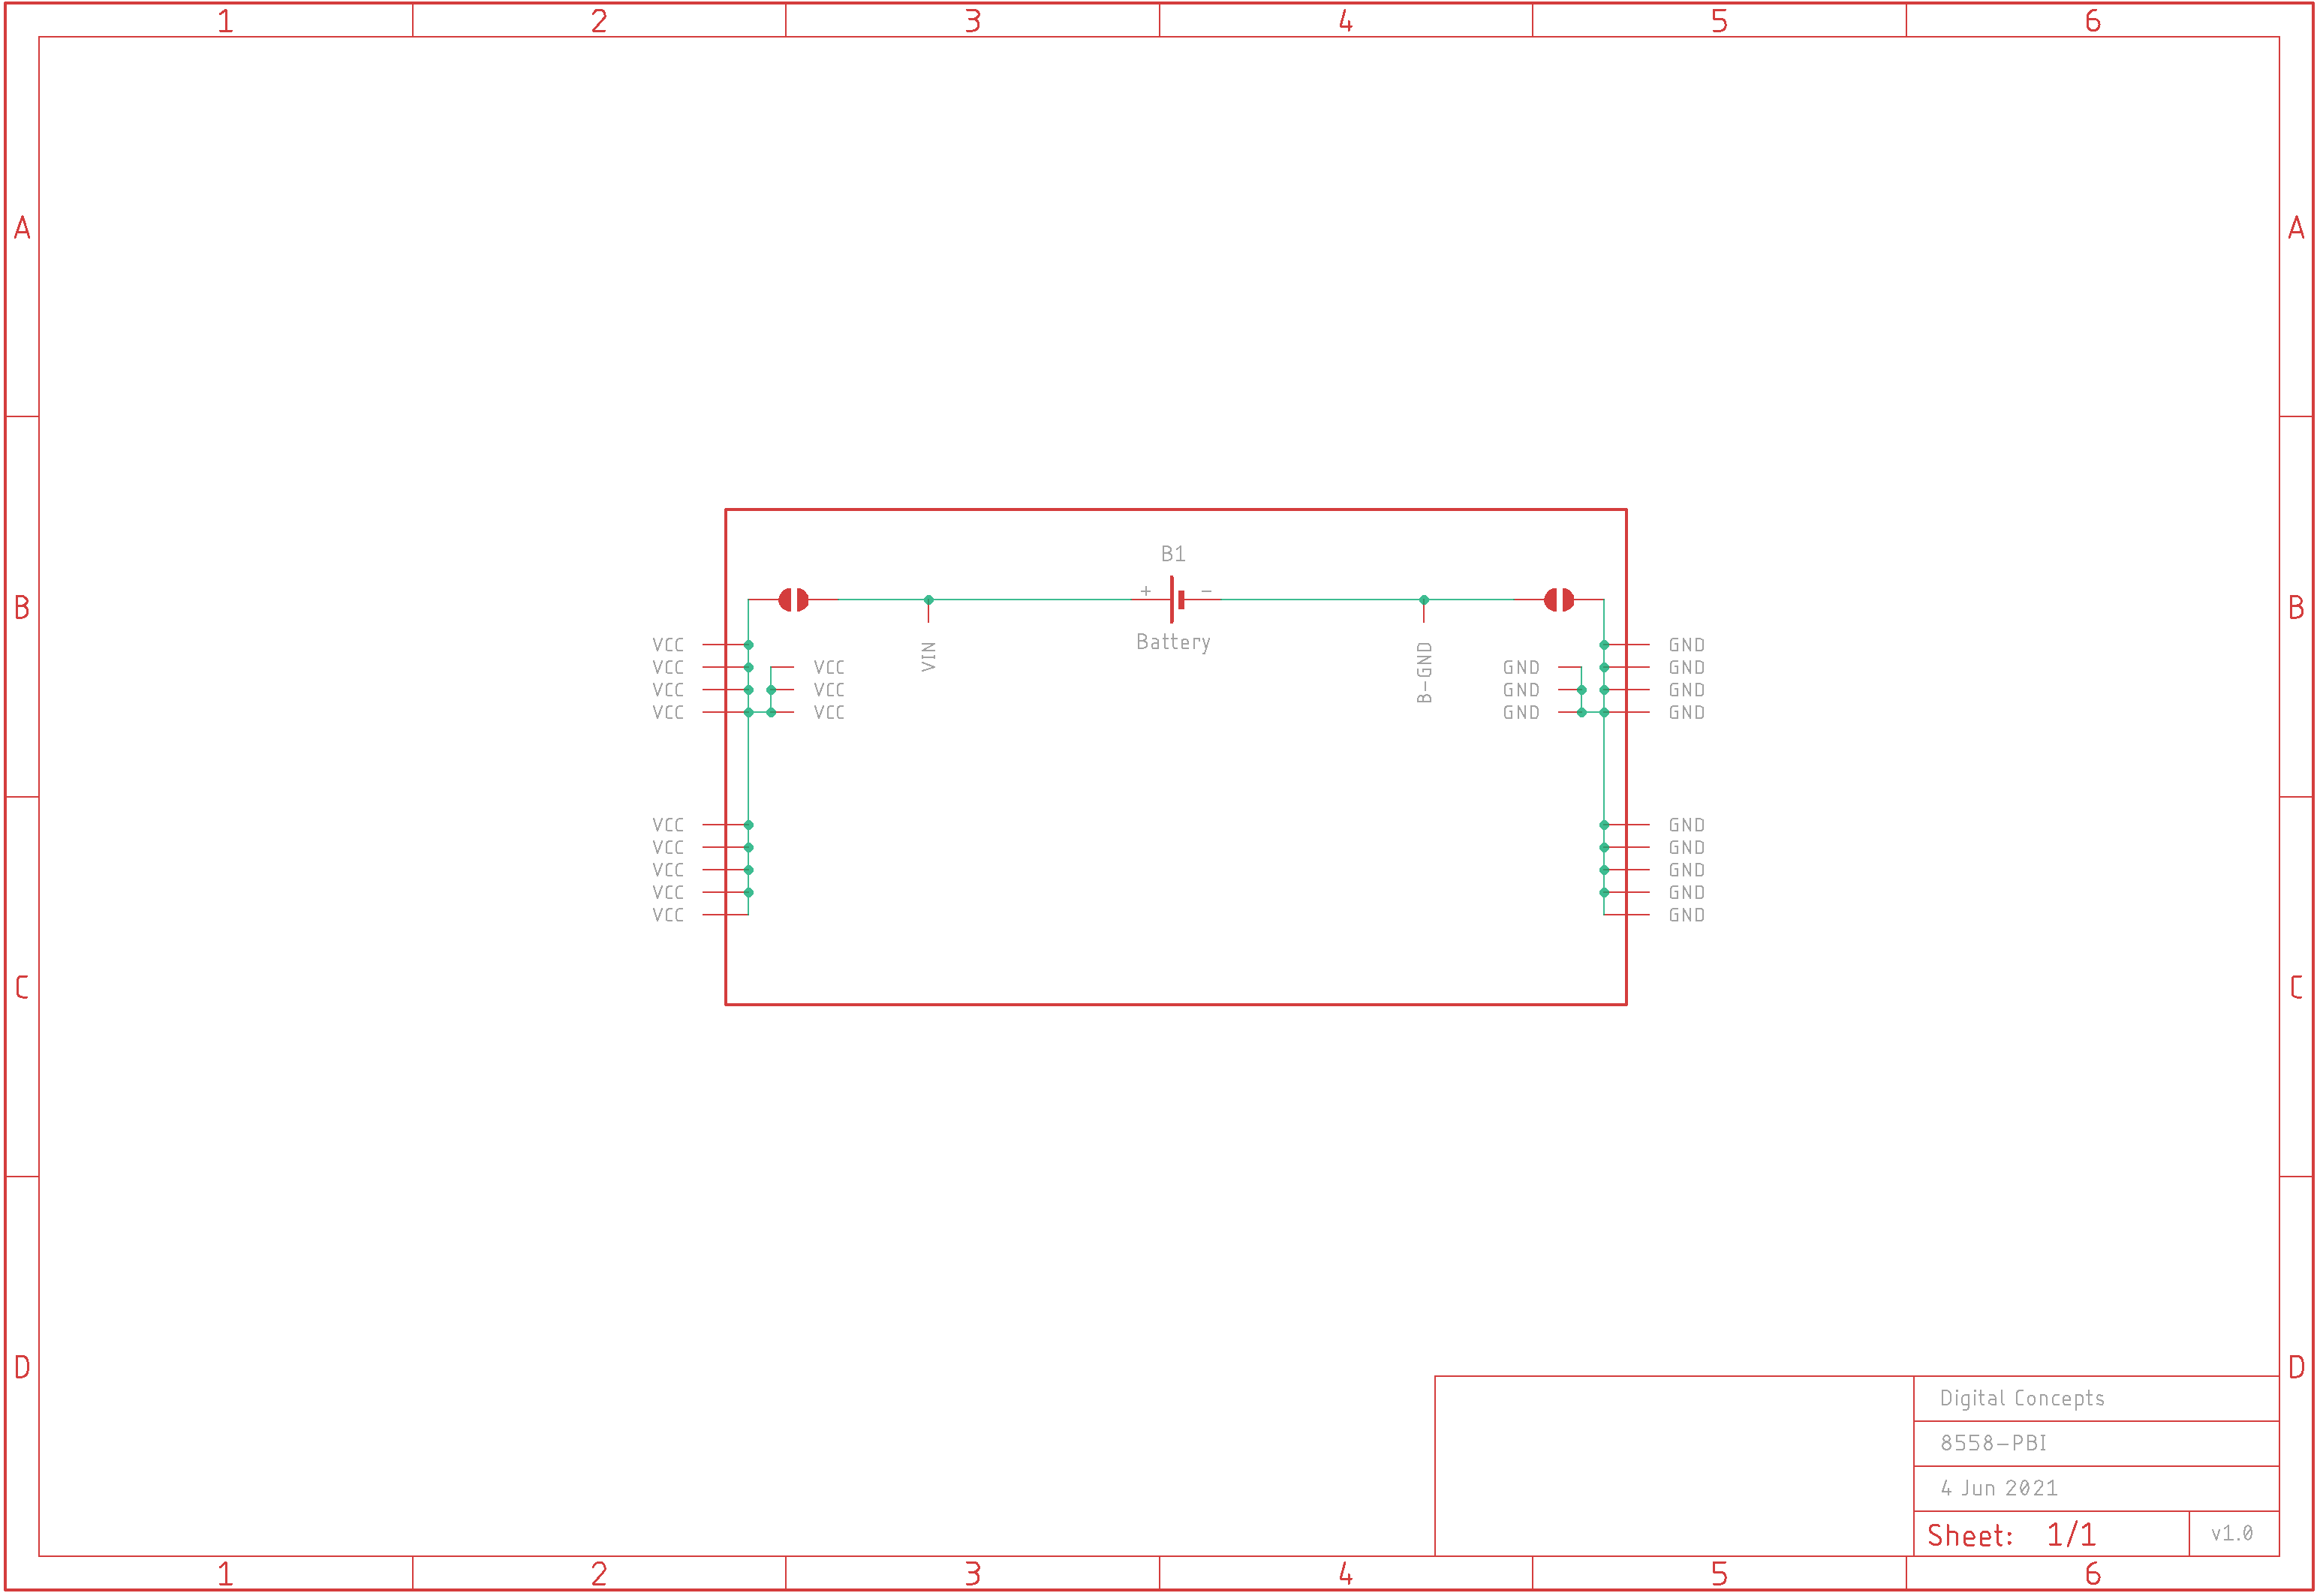 1 2 3 4 5 6
A A
B1
+ -
B B
Battery
VCC GND
VIN B-GND
VCC VCC GND GND
VCC VCC GND GND
VCC VCC GND GND
VCC GND
VCC GND
VCC GND
VCC GND
VCC GND
C C
D D
Digital Concepts
8558-PBI
4 Jun 2021
Sheet: 1/1 v1.0
1 2 3 4 5 6